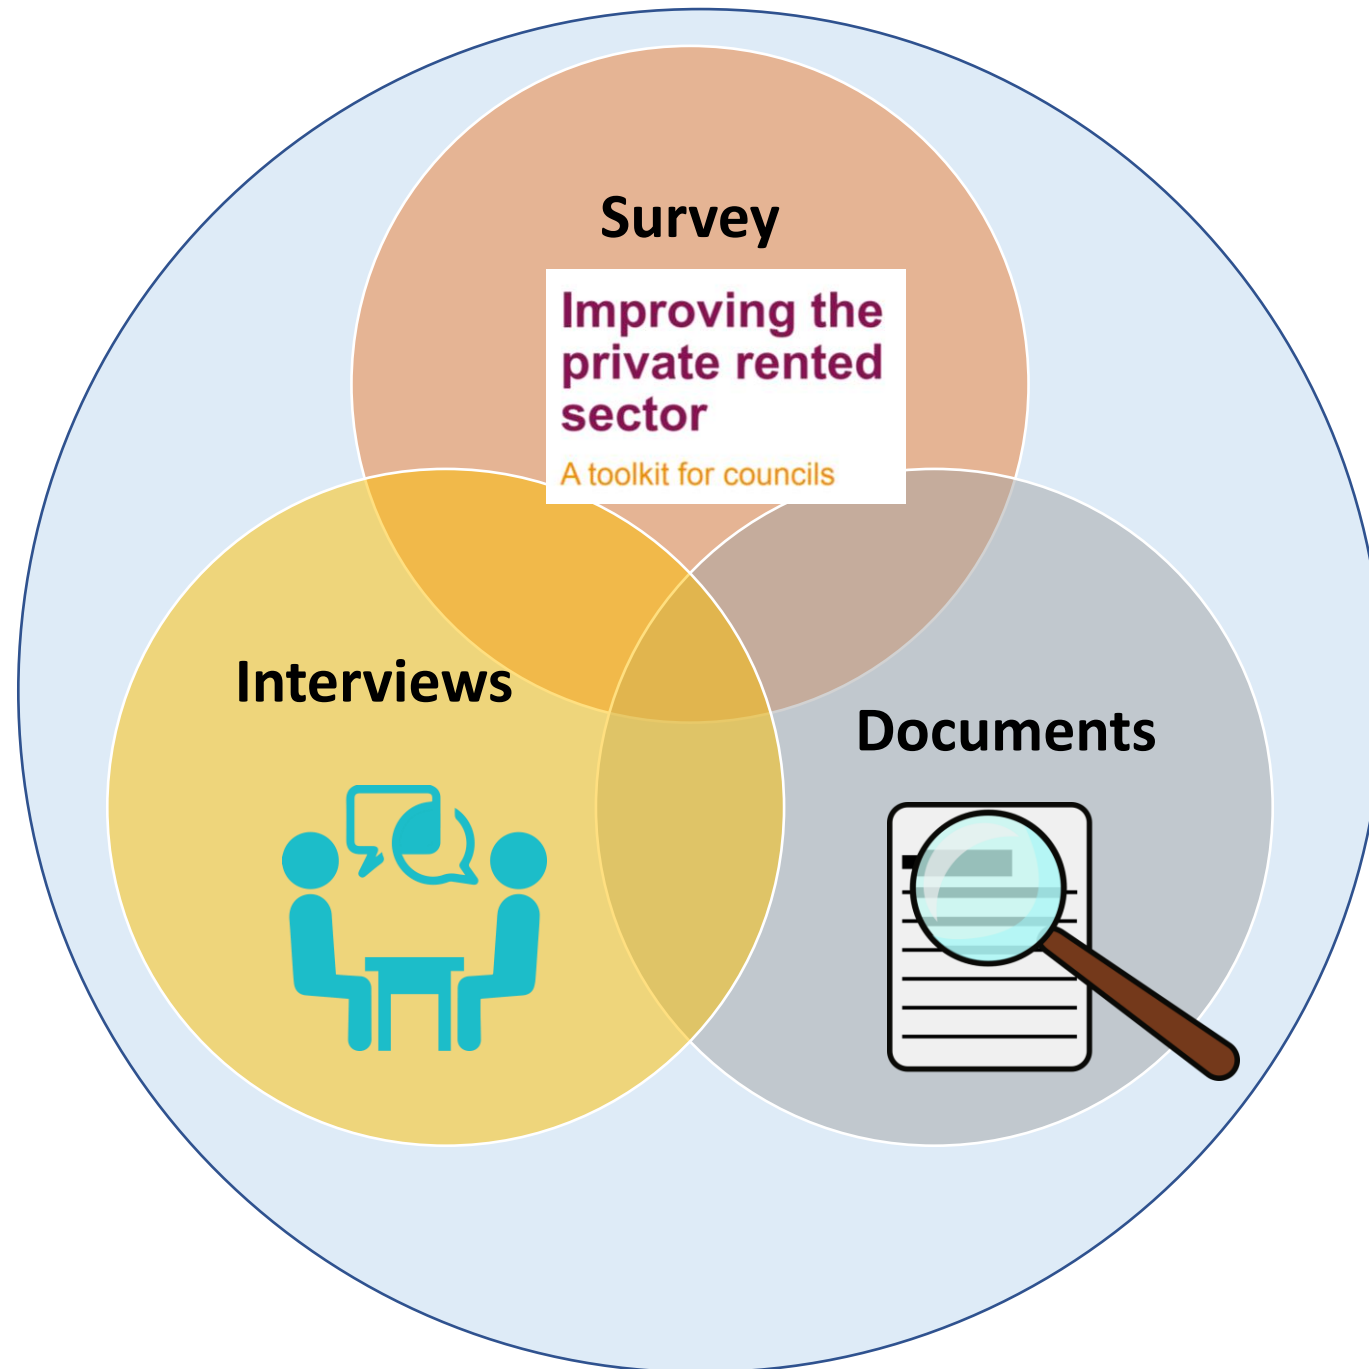 Survey
Improving the
private rented
sector
A toolkit for councils
Interviews
Documents